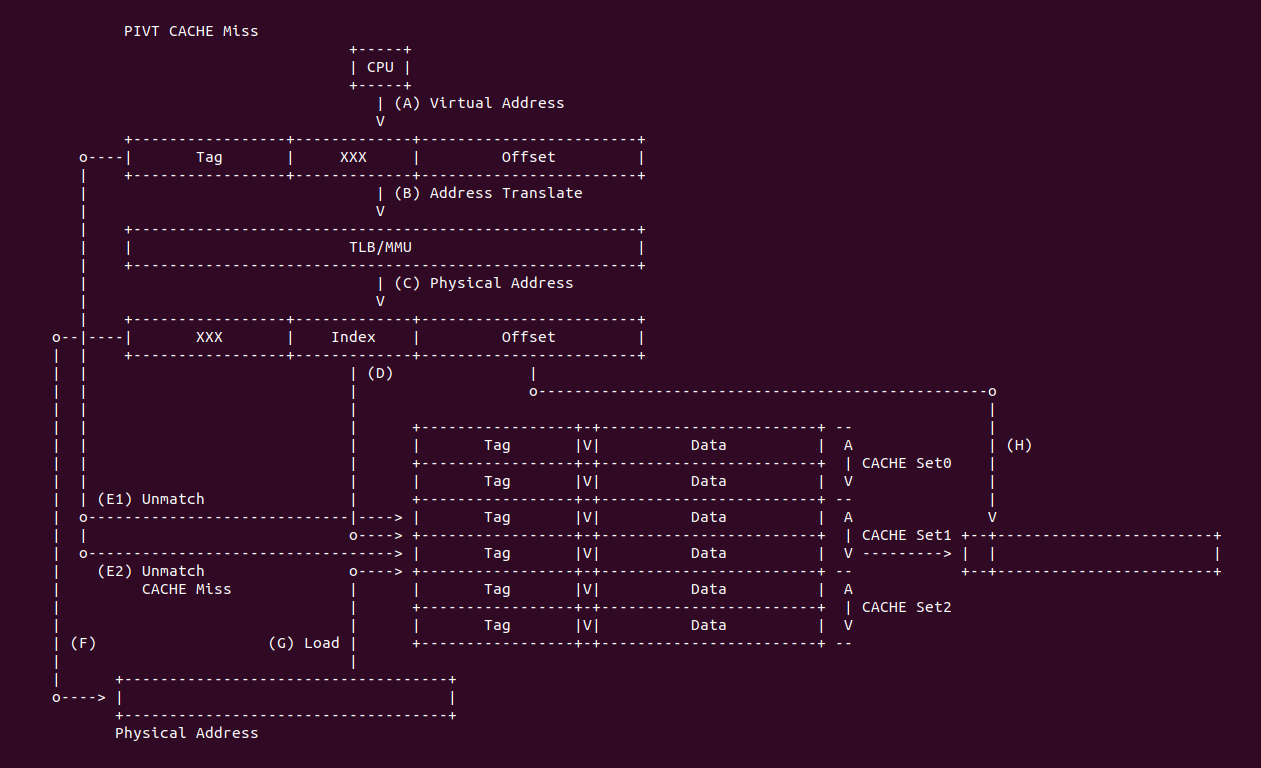 PIVT CACHE Miss
CPU
(A) Virtual Address
V
Tag XXX Offset
(B) Address Translate
V
TLB/MMU
(C) Physical Address
V
XXX Index Offset
(D)
Tag V Data A (H)
CACHE Set0
Tag V Data V
(E1) Unmatch
Tag V Data A V
CACHE Set1
Tag V Data V
(E2) Unmatch
CACHE Miss Tag V Data A
CACHE Set2
Tag V Data V
(F) (G) Load
Physical Address